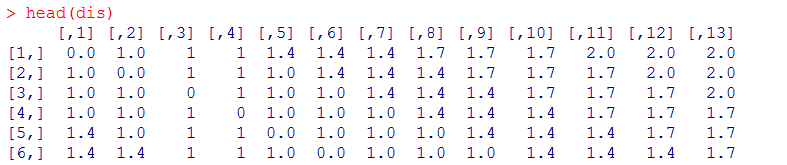 > head(dis)
     [,1] [,2] [,3] [,4] [,5] [,6] [,7] [,8] [,9] [,10] [,11] [,12] [,13]
[1,]  0.0  1.0    1    1  1.4  1.4  1.4  1.7  1.7   1.7   2.0   2.0   2.0
[2,]  1.0  0.0    1    1  1.0  1.4  1.4  1.4  1.7   1.7   1.7   2.0   2.0
[3,]  1.0  1.0    0    1  1.0  1.0  1.4  1.4  1.4   1.7   1.7   1.7   2.0
[4,]  1.0  1.0    1    0  1.0  1.0  1.0  1.4  1.4   1.4   1.7   1.7   1.7
[5,]  1.4  1.0    1    1  0.0  1.0  1.0  1.0  1.4   1.4   1.4   1.7   1.7
[6,]  1.4  1.4    1    1  1.0  0.0  1.0  1.0  1.0   1.4   1.4   1.4   1.7